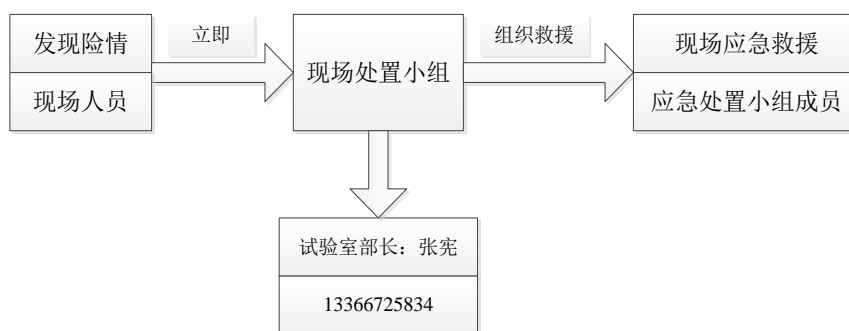 发现险情
现场人员
立即
现场处置小组
组织救援
现场应急救援
应急处置小组成员
试验室部长：张宪
13366725834